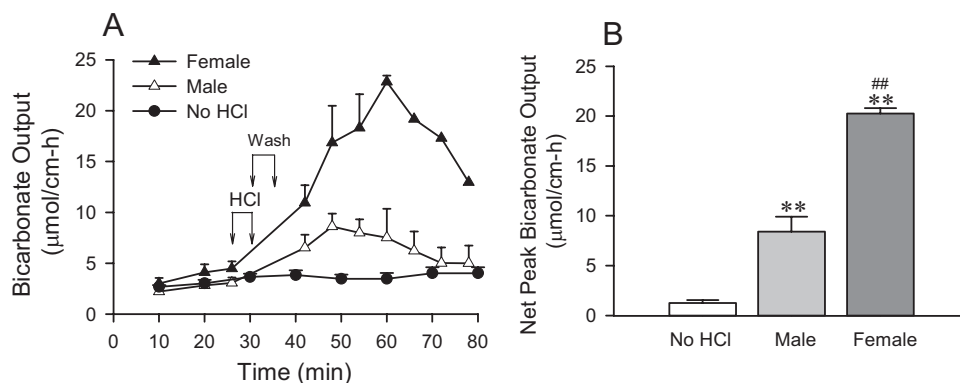 A
Bicarbonate Output
(μmol/cm-h)
25
20
15
10
5
0
Female
Male
No HCl
Wash
HCl
0 10 20 30 40 50 60 70 80
Time (min)
B
Net Peak Bicarbonate Output
(μmol/cm-h)
25
20
15
10
5
0
**
##
**
No HCl Male Female